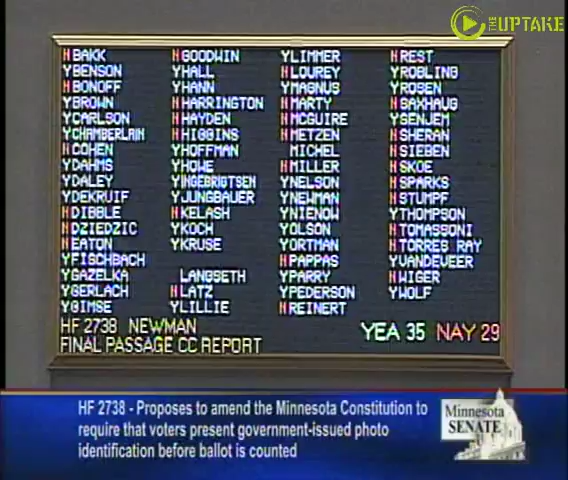 THE UPTAKE
N BAKK N GOODWIN Y LIMMER N REST
Y BENSON Y HALL N LOUREY Y ROBLING
N BONOFF Y HANN Y MAGNUS Y ROSEN
Y BROWN N HARRINGTON N MARTY N SAXHAUG
Y CARLSON N HAYDEN N MCGUIRE Y SENJEM
Y CHAMBERLAIN N HIGGINS N METZEN N SHERAN
N COHEN Y HOFFMAN MICHEL N SIEBEN
Y DAHMS Y HOWE N MILLER N SKOE
Y DALEY Y INGEBRIGTSEN Y NELSON N SPARKS
Y DEKRUIF Y JUNGBAUER Y NEWMAN N STUMPF
N DIBBLE N KELASH Y NIENOW Y THOMPSON
N DZIEDZIC Y KOCH Y OLSON N TOMASSONI
N EATON Y KRUSE Y ORTMAN N TORRES RAY
Y FISCHBACH N PAPPAS Y VANDEVEER
Y GAZELKA LANGSETH Y PARRY N WIGER
Y GERLACH N LATZ Y PEDERSON Y WOLF
Y GIMSE Y LILLIE N REINERT
HF 2738 NEWMAN YEA 35 NAY 29
FINAL PASSAGE CC REPORT
HF 2738 - Proposes to amend the Minnesota Constitution to
require that voters present government-issued photo
identification before ballot is counted
Minnesota
SENATE